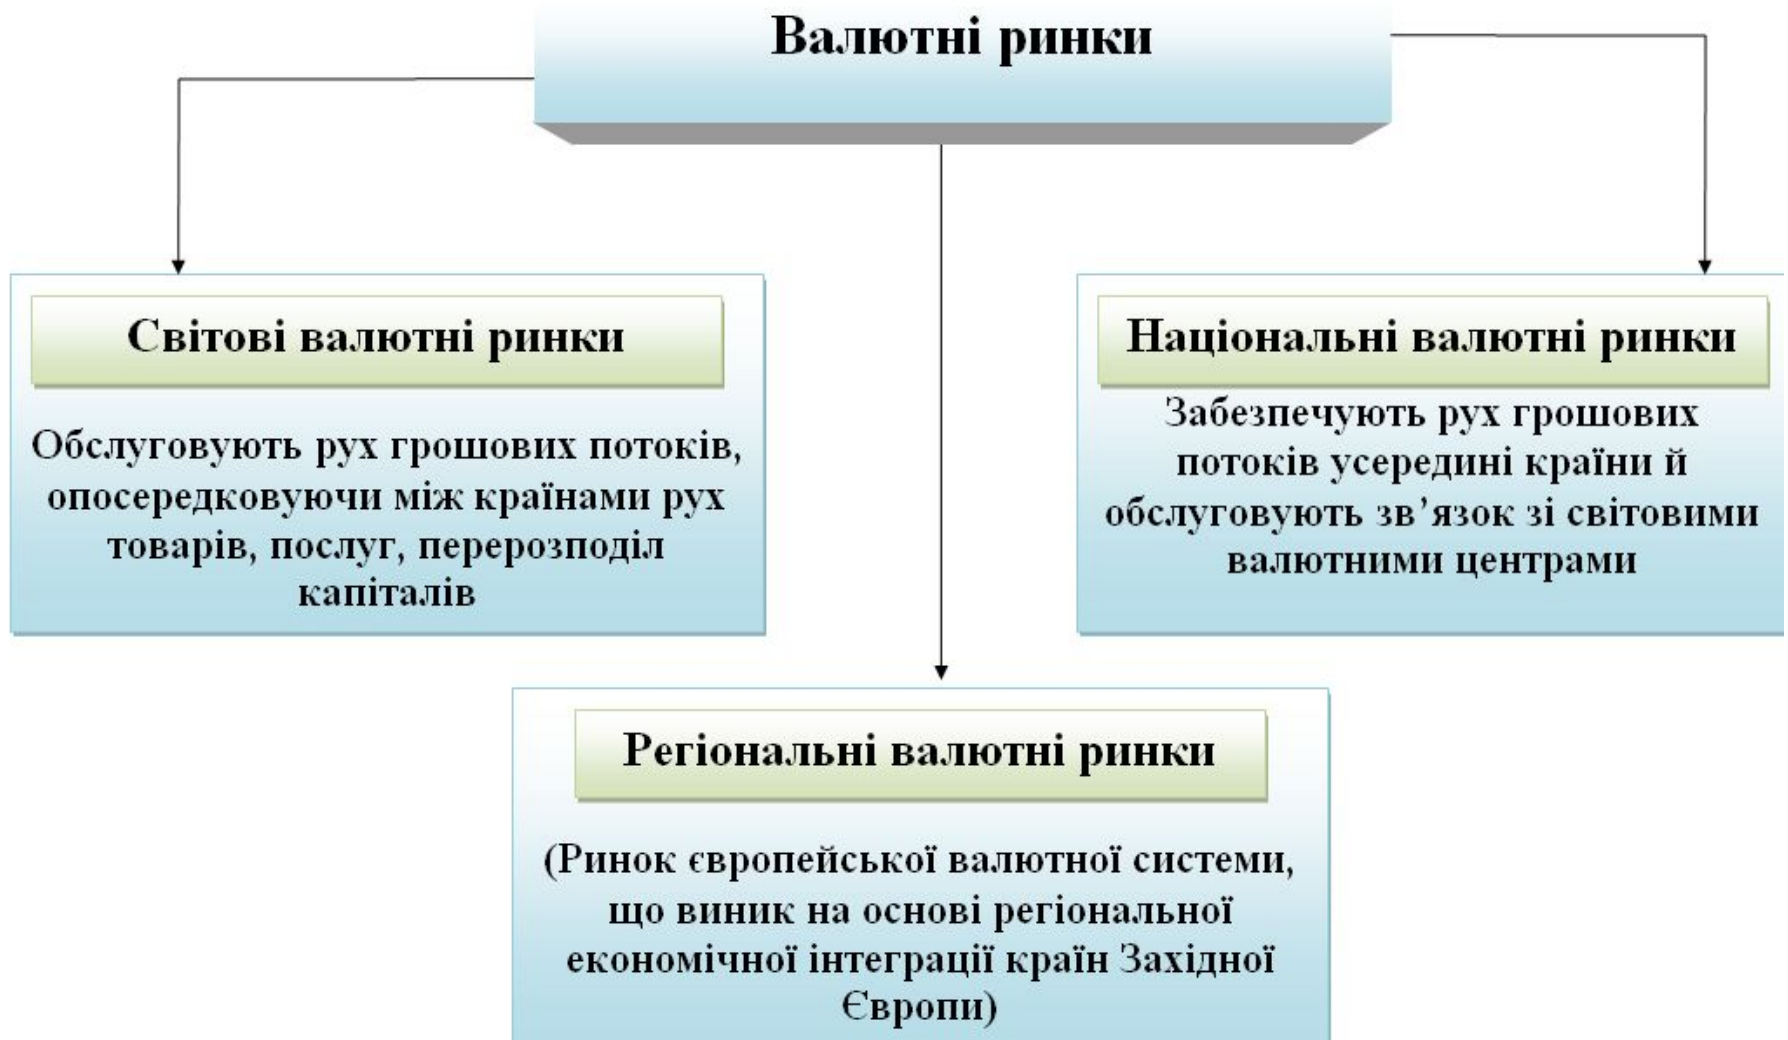 Валютні ринки
Світові валютні ринки
Обслуговують рух грошових потоків,
опосередковуючи між країнами рух
товарів, послуг, перерозподіл
капіталів
Національні валютні ринки
Забезпечують рух грошових
потоків усередині країни й
обслуговують зв’язок зі світовими
валютними центрами
Регіональні валютні ринки
(Ринок європейської валютної системи,
що виник на основі регіональної
економічної інтеграції країн Західної
Європи)